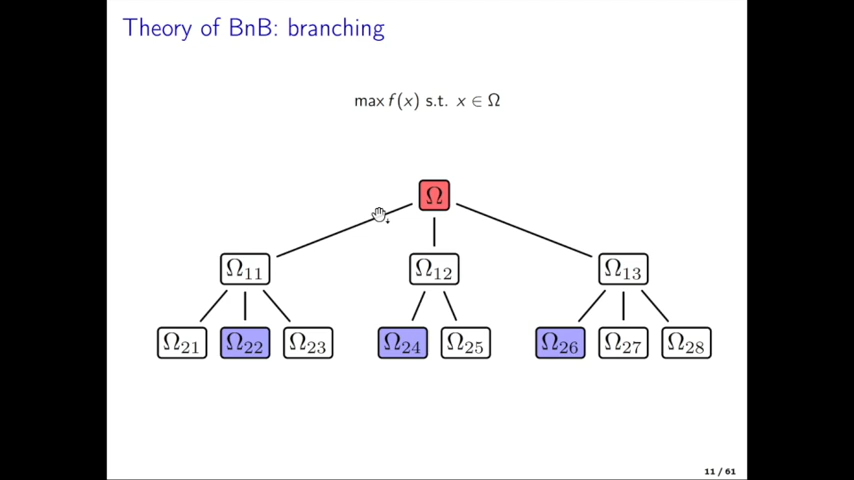 Theory of BnB: branching
max f(x) s.t. x ∈ Ω
Ω
Ω₁₁ Ω₁₂ Ω₁₃
Ω₂₁ Ω₂₂ Ω₂₃ Ω₂₄ Ω₂₅ Ω₂₆ Ω₂₇ Ω₂₈
11 / 61